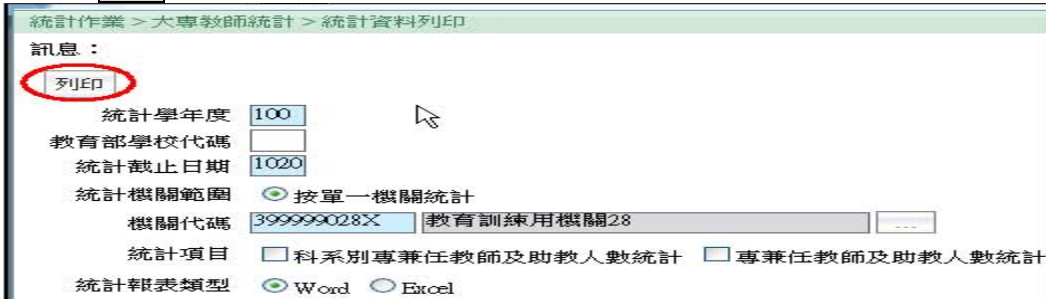 統計作業>大專教師統計>統計資料列印
訊息：
列印
統計學年度 100
教育部學校代碼
統計截止日期 1020
統計機關範圍 按單一機關統計
機關代碼 399999028X 教育訓練用機關28 ...
統計項目 科系別專兼任教師及助教人數統計 專兼任教師及助教人數統計
統計報表類型 Word Excel